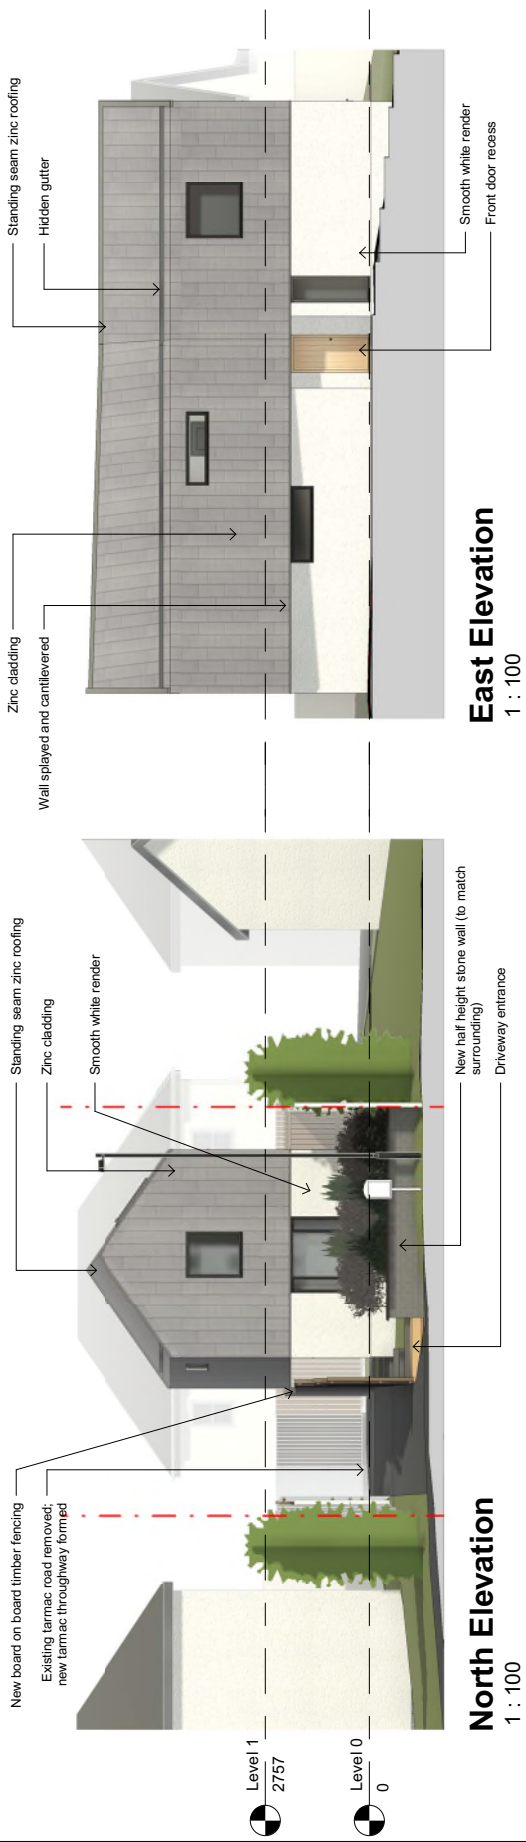 New board on board timber fencing
Existing tarmac road removed;
new tarmac throughway formed
Standing seam zinc roofing
Zinc cladding
Smooth white render
Level 1
2757
Level 0
0
New half height stone wall (to match
surrounding)
Driveway entrance
North Elevation
1 : 100
Zinc cladding
Wall splayed and cantilevered
Standing seam zinc roofing
Hidden gutter
Smooth white render
Front door recess
East Elevation
1 : 100